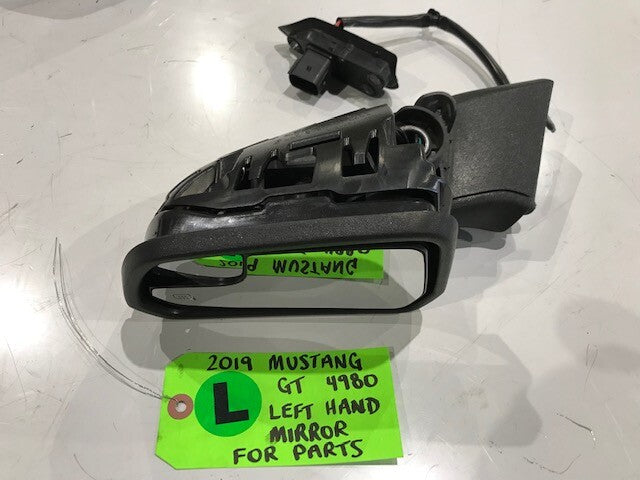 2019 MUSTANG
L GT 4980
LEFT HAND
MIRROR
FOR PARTS